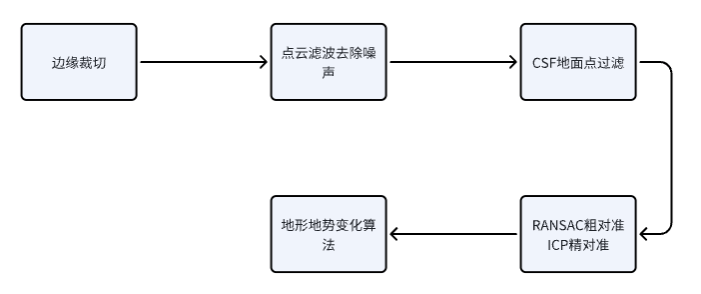 边缘裁切
点云滤波去除噪
声
CSF地面点过滤
地形地势变化算
法
RANSAC粗对准
ICP精对准